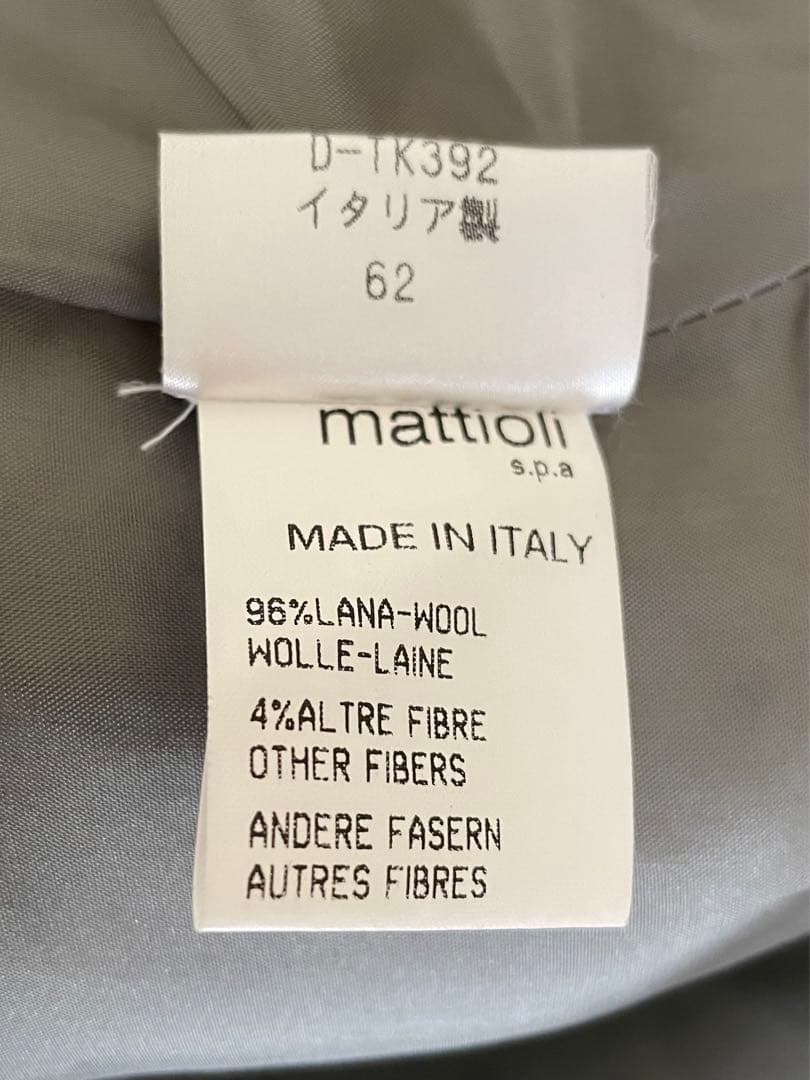 D-TK392
イタリア製
62
mattioli
s.p.a
MADE IN ITALY
96%LANA-WOOL
WOLLE-LAINE
4%ALTRE FIBRE
OTHER FIBERS
ANDERE FASERN
AUTRES FIBRES